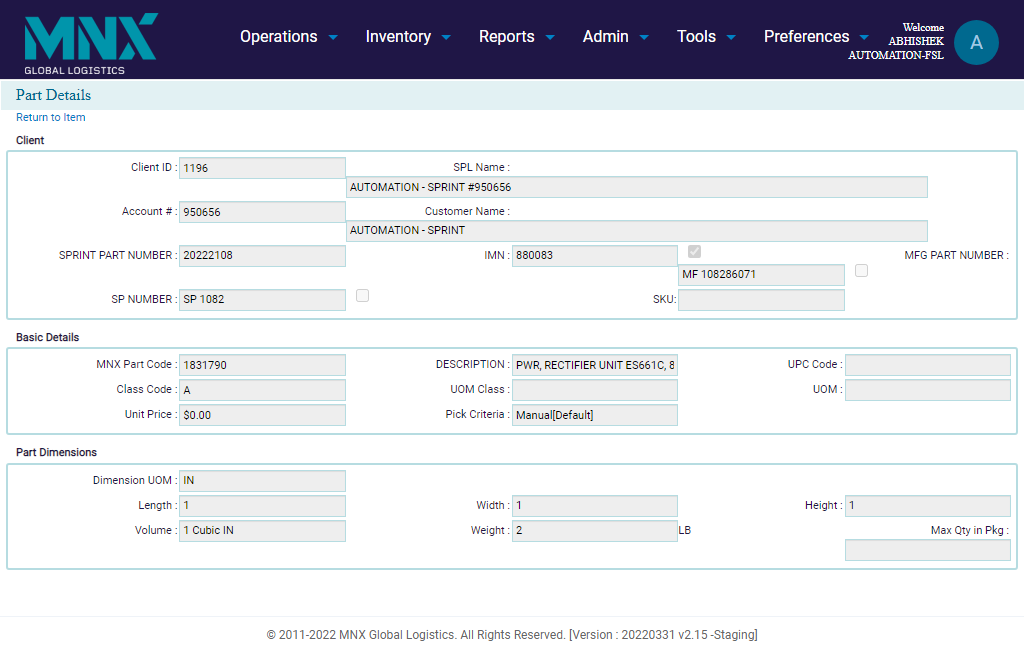 MNX
GLOBAL LOGISTICS
Operations Inventory Reports Admin Tools Preferences
Welcome
ABHISHEK
AUTOMATION-FSL
A
Part Details
Return to Item
Client
Client ID : 1196 SPL Name :
AUTOMATION - SPRINT #950656
Account # : 950656 Customer Name :
AUTOMATION - SPRINT
SPRINT PART NUMBER : 20222108 IMN : 880083 MFG PART NUMBER :
MF 108286071
SP NUMBER : SP 1082 SKU:
Basic Details
MNX Part Code : 1831790 DESCRIPTION : PWR, RECTIFIER UNIT ES661C, 8 UPC Code :
Class Code : A UOM Class : UOM :
Unit Price : $0.00 Pick Criteria : Manual[Default]
Part Dimensions
Dimension UOM : IN
Length : 1 Width : 1 Height : 1
Volume : 1 Cubic IN Weight : 2 LB Max Qty in Pkg :
© 2011-2022 MNX Global Logistics. All Rights Reserved. [Version : 20220331 v2.15 -Staging]